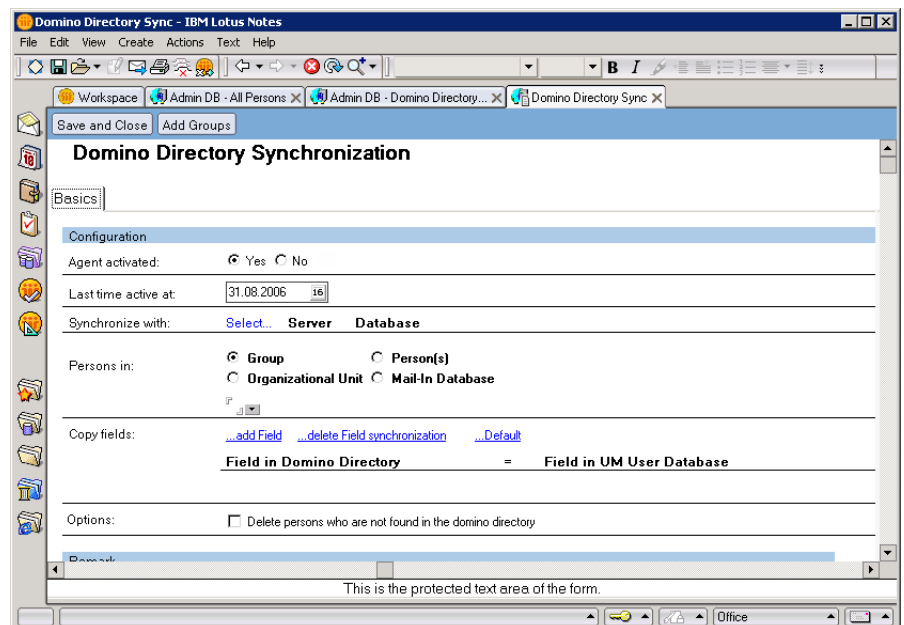 Domino Directory Sync - IBM Lotus Notes
File Edit View Create Actions Text Help
B I
Workspace Admin DB - All Persons Admin DB - Domino Directory... Domino Directory Sync
Save and Close Add Groups
Domino Directory Synchronization
Basics
Configuration
Agent activated: Yes No
Last time active at: 31.08.2006 16
Synchronize with: Select... Server Database
Persons in: Group Person(s)
Organizational Unit Mail-In Database
Copy fields: ...add Field ...delete Field synchronization ...Default
Field in Domino Directory = Field in UM User Database
Options: Delete persons who are not found in the domino directory
Remark
This is the protected text area of the form.
Office